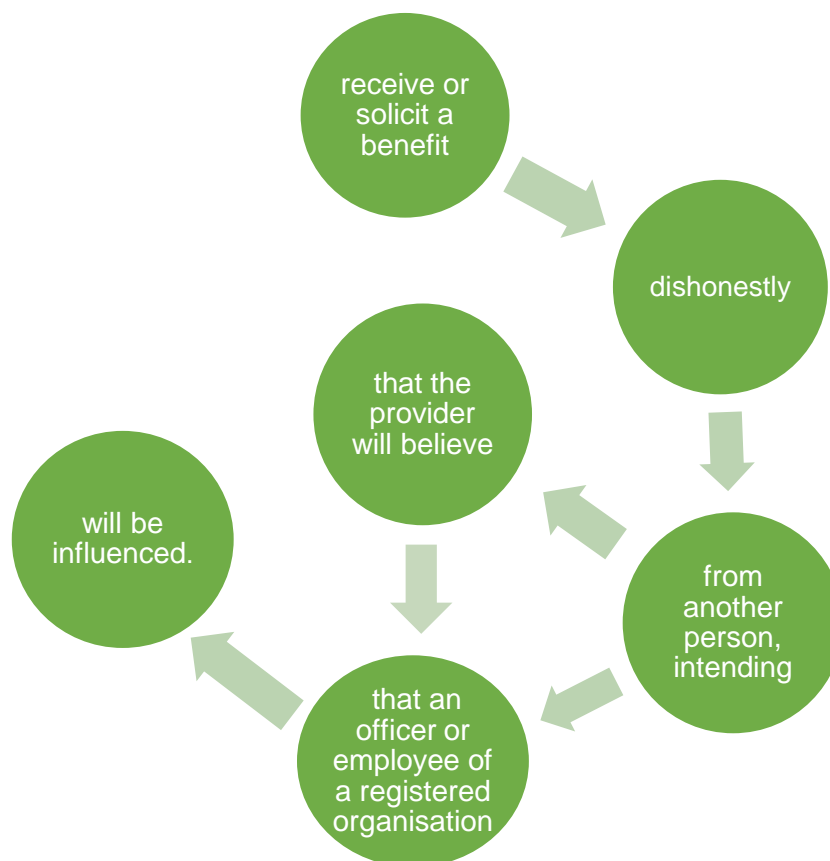 receive or
solicit a
benefit
dishonestly
from
another
person,
intending
that the
provider
will believe
that an
officer or
employee of
a registered
organisation
will be
influenced.